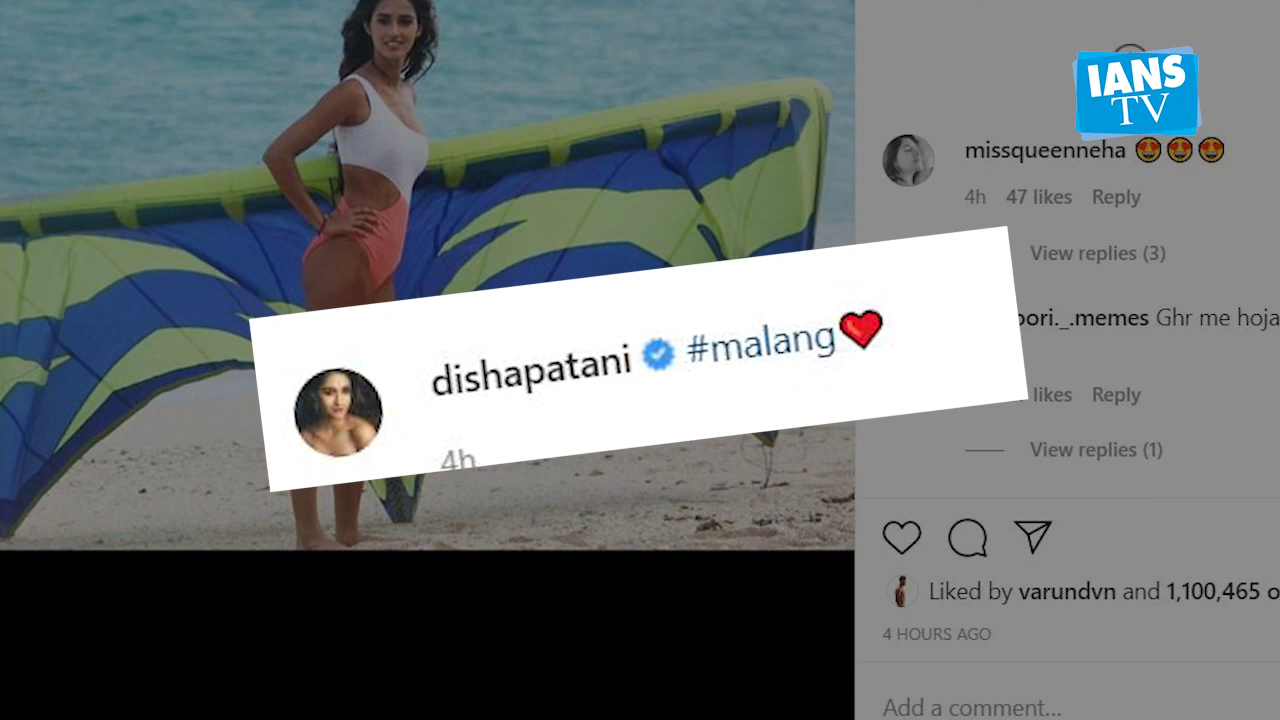 IANS
TV
missqueenneha 😍😍😍
4h 47 likes Reply
View replies (3)
Ghr me hoja
dishapatani #malang❤️
4h
likes Reply
View replies (1)
Liked by varundvn and 1,100,465
4 HOURS AGO
Add a comment...